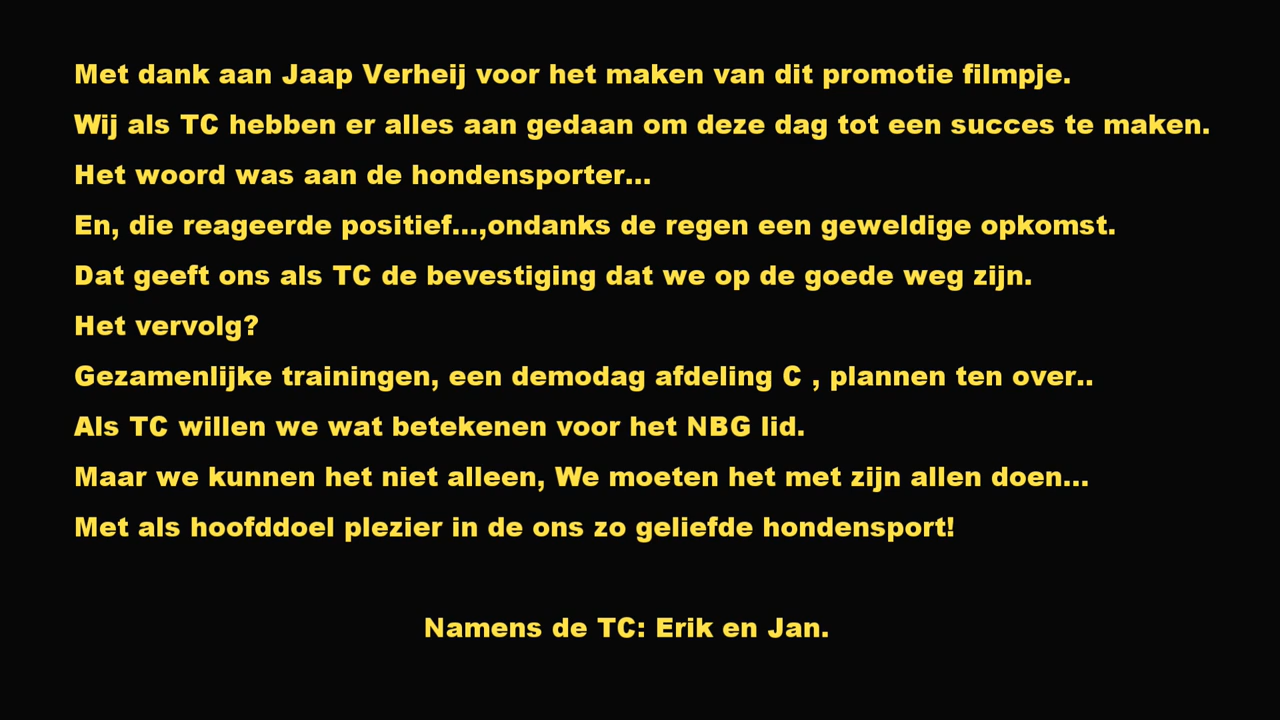 Met dank aan Jaap Verheij voor het maken van dit promotie filmpje.
Wij als TC hebben er alles aan gedaan om deze dag tot een succes te maken.
Het woord was aan de hondensporter...
En, die reageerde positief...,ondanks de regen een geweldige opkomst.
Dat geeft ons als TC de bevestiging dat we op de goede weg zijn.
Het vervolg?
Gezamenlijke trainingen, een demodag afdeling C , plannen ten over..
Als TC willen we wat betekenen voor het NBG lid.
Maar we kunnen het niet alleen, We moeten het met zijn allen doen...
Met als hoofddoel plezier in de ons zo geliefde hondensport!
Namens de TC: Erik en Jan.